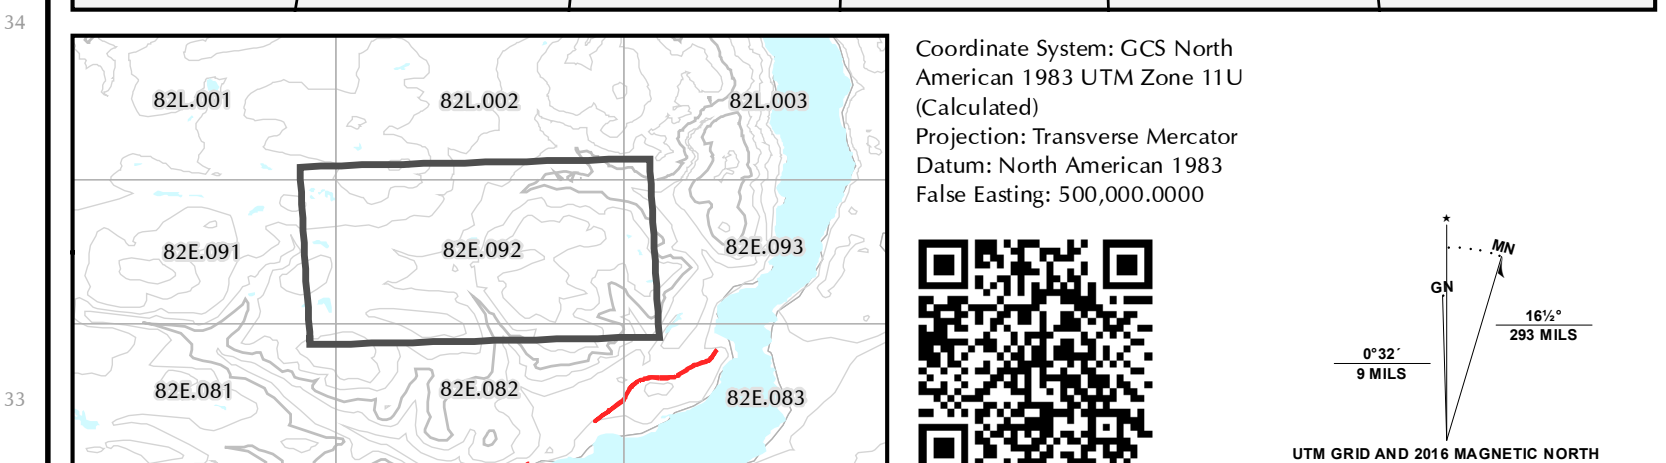 34
82L.001
82L.002
82L.003
82E.091
82E.092
82E.093
82E.081
82E.082
82E.083
33
Coordinate System: GCS North
American 1983 UTM Zone 11U
(Calculated)
Projection: Transverse Mercator
Datum: North American 1983
False Easting: 500,000.0000
MN
GN
16½°
293 MILS
0°32´
9 MILS
UTM GRID AND 2016 MAGNETIC NORTH